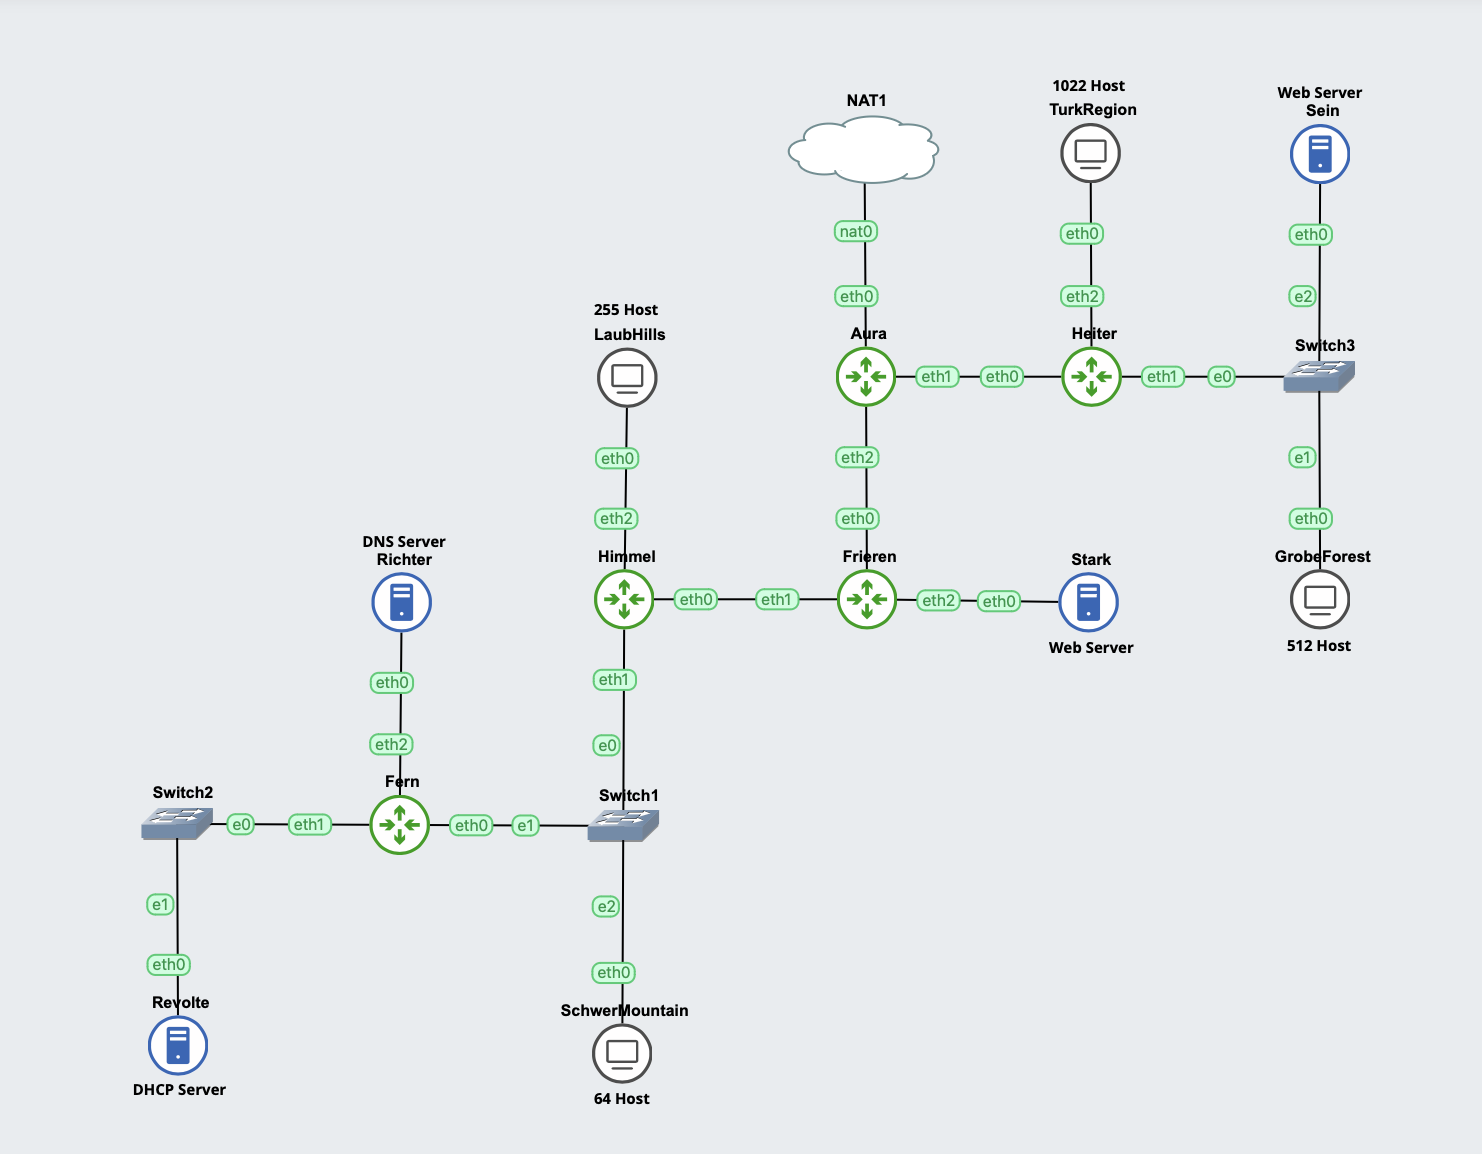 NAT1
1022 Host
TurkRegion
Web Server
Sein
nat0
eth0
eth0
eth2
eth0
e2
255 Host
LaubHills
Aura
Heiter
Switch3
eth1
eth0
eth1
e0
eth0
eth2
eth2
eth0
e1
eth0
DNS Server
Richter
Himmel
Frieren
Stark
GrobeForest
eth0
eth1
eth2
eth0
Web Server
512 Host
eth0
eth2
eth1
e0
Switch2
Fern
Switch1
e0
eth1
eth0
e1
e1
eth0
e2
eth0
Revolte
DHCP Server
SchwerMountain
64 Host